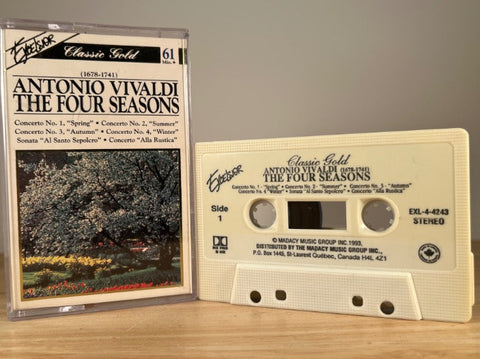 Excelsior
Classic Gold
61
Min.+
(1678-1741)
ANTONIO VIVALDI
THE FOUR SEASONS
Concerto No. 1, "Spring" • Concerto No. 2, "Summer"
Concerto No. 3, "Autumn" • Concerto No. 4, "Winter"
Sonata "Al Santo Sepolcro" • Concerto "Alla Rustica"
Excelsior
Classic Gold
ANTONIO VIVALDI (1678-1741)
THE FOUR SEASONS
Concerto No. 1 - "Spring" • Concerto No. 2 - "Summer" • Concerto No. 3 - "Autumn"
Concerto No. 4 "Winter" • Sonata "Al Santo Sepolcro" • Concerto "Alla Rustica"
Side
1
EXL-4-4243
STEREO
© MADACY MUSIC GROUP INC. 1993,
DISTRIBUTED BY THE MADACY MUSIC GROUP INC.,
P.O. Box 1445, St-Laurent Québec, Canada H4L 4Z1